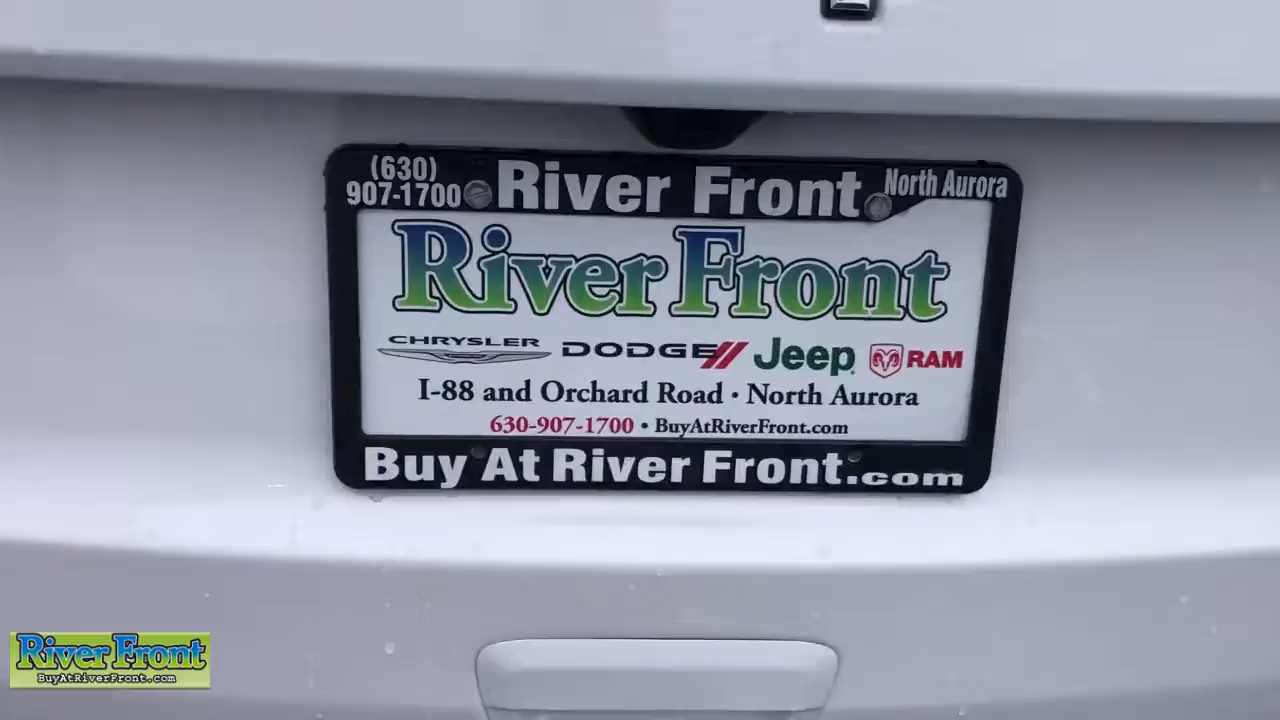 (630)
907-1700
River Front
North Aurora
River Front
CHRYSLER DODGE Jeep RAM
I-88 and Orchard Road • North Aurora
630-907-1700 • BuyAtRiverFront.com
Buy At River Front.com
River Front
BuyAtRiverFront.com